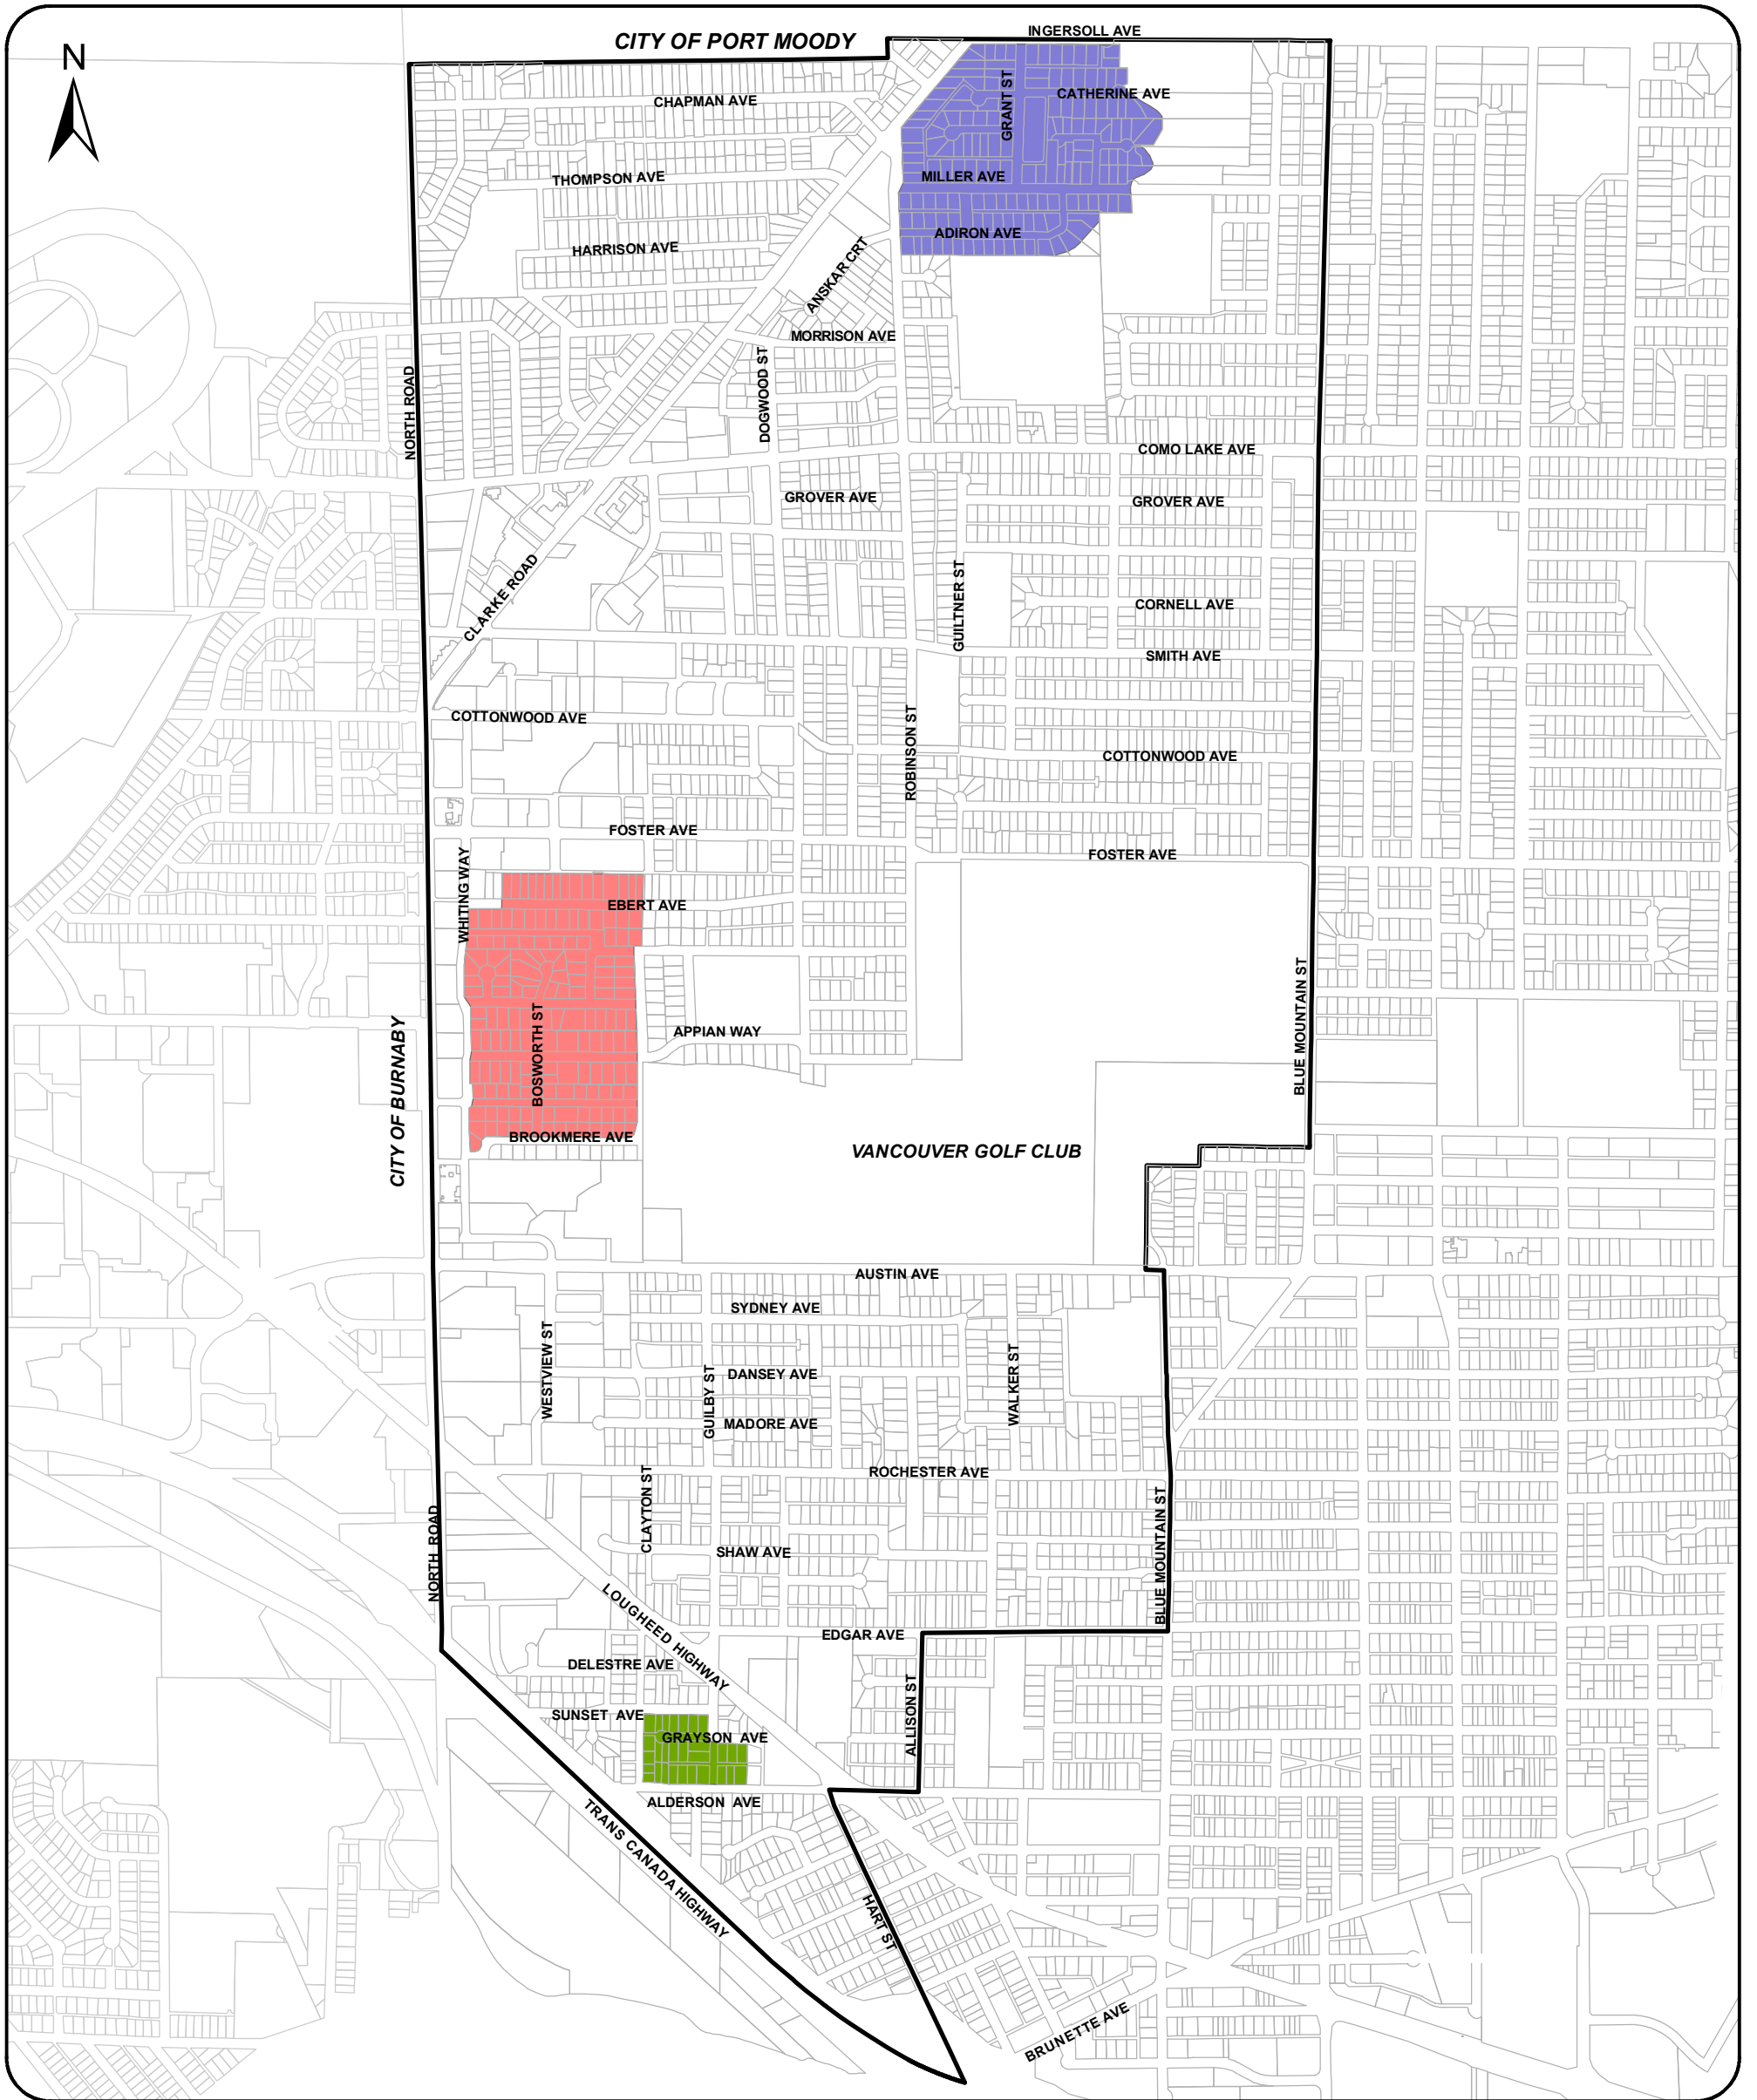 INGERSOLL AVE
CITY OF PORT MOODY
N
GRANT ST
CATHERINE AVE
CHAPMAN AVE
THOMPSON AVE
MILLER AVE
ADIRON AVE
HARRISON AVE
ANSKAR CRT
MORRISON AVE
DOGWOOD ST
NORTH ROAD
COMO LAKE AVE
GROVER AVE
GROVER AVE
CLARKE ROAD
GUILTNER ST
CORNELL AVE
SMITH AVE
COTTONWOOD AVE
ROBINSON ST
COTTONWOOD AVE
FOSTER AVE
FOSTER AVE
WHITING WAY
EBERT AVE
BLUE MOUNTAIN ST
APPIAN WAY
BOSWORTH ST
CITY OF BURNABY
BROOKMERE AVE
VANCOUVER GOLF CLUB
AUSTIN AVE
SYDNEY AVE
WESTVIEW ST
DANSEY AVE
WALKER ST
GUILBY ST
MADORE AVE
ROCHESTER AVE
CLAYTON ST
NORTH ROAD
SHAW AVE
BLUE MOUNTAIN ST
LOUGHEED HIGHWAY
EDGAR AVE
DELESTRE AVE
ALLISON ST
SUNSET AVE
GRAYSON AVE
ALDERSON AVE
TRANS CANADA HIGHWAY
HART ST
BRUNETTE AVE